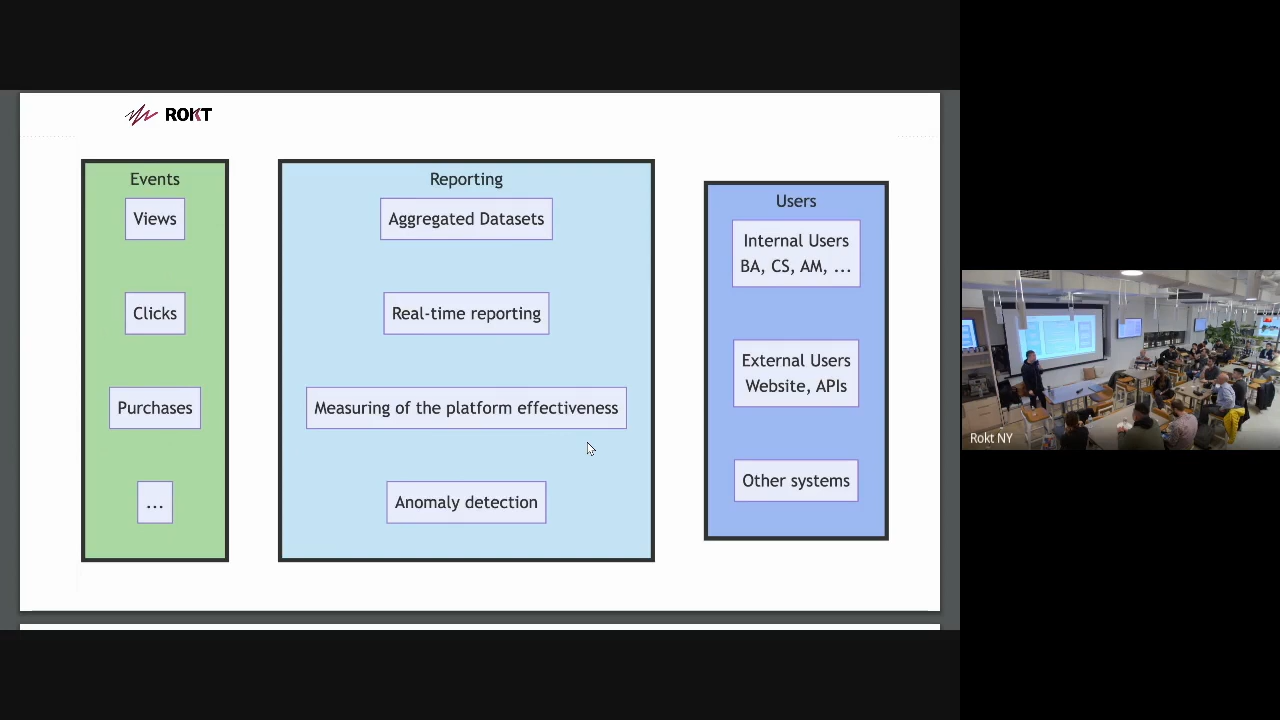 ROKT
Events
Views
Clicks
Purchases
...
Reporting
Aggregated Datasets
Real-time reporting
Measuring of the platform effectiveness
Anomaly detection
Users
Internal Users
BA, CS, AM, ...
External Users
Website, APIs
Other systems
Rokt NY